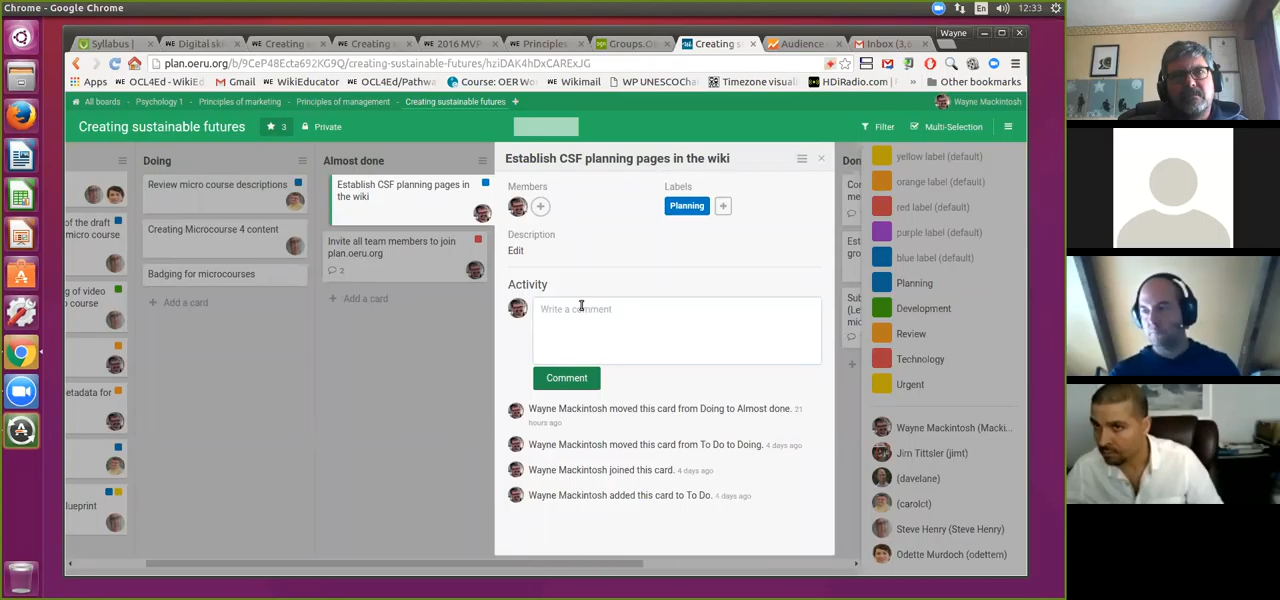 Chrome - Google Chrome
En
12:33
Wayne
Syllabus |
Digital sk
Creating
Creating s
2016 MVP
Principles
Groups.O
Creating s
Audience
Inbox (3,6
plan.oeru.org/b/9CeP48Ecta692KG9Q/creating-sustainable-futures/hziDAK4hDxCARExJG
Apps
OCL4Ed - WikiEd
Gmail
WikiEducator
OCL4Ed/Pathwa
Course OER Wor
Wikimail
WP UNESCOCh
Timezone visuali
HDiRadio.com
Other bookmarks
All boards
Psychology 1
Principles of marketing
Principles of management
Creating sustainable futures
Wayne Mackintosh
Creating sustainable futures
3
Private
Filter
Multi-Selection
of the draft
micro course
g of video
course
etadata for
lueprint
Doing
Review micro course descriptions
Creating Microcourse 4 content
Badging for microcourses
Add a card
Almost done
Establish CSF planning pages in
the wiki
Invite all team members to join
plan.oeru.org
2
Add a card
Establish CSF planning pages in the wiki
Members
Labels
Planning
Description
Edit
Activity
Write a comment
Comment
Wayne Mackintosh moved this card from Doing to Almost done. 21
hours ago
Wayne Mackintosh moved this card from To Do to Doing. 4 days ago
Wayne Mackintosh joined this card. 4 days ago
Wayne Mackintosh added this card to To Do. 4 days ago
Don
yellow label (default)
orange label (default)
red label (default)
purple label (default)
blue label (default)
Planning
Development
Review
Technology
Urgent
Wayne Mackintosh (Macki...
Jim Tittsler (jimt)
(davelane)
(carolct)
Steve Henry (Steve Henry)
Odette Murdoch (odettem)